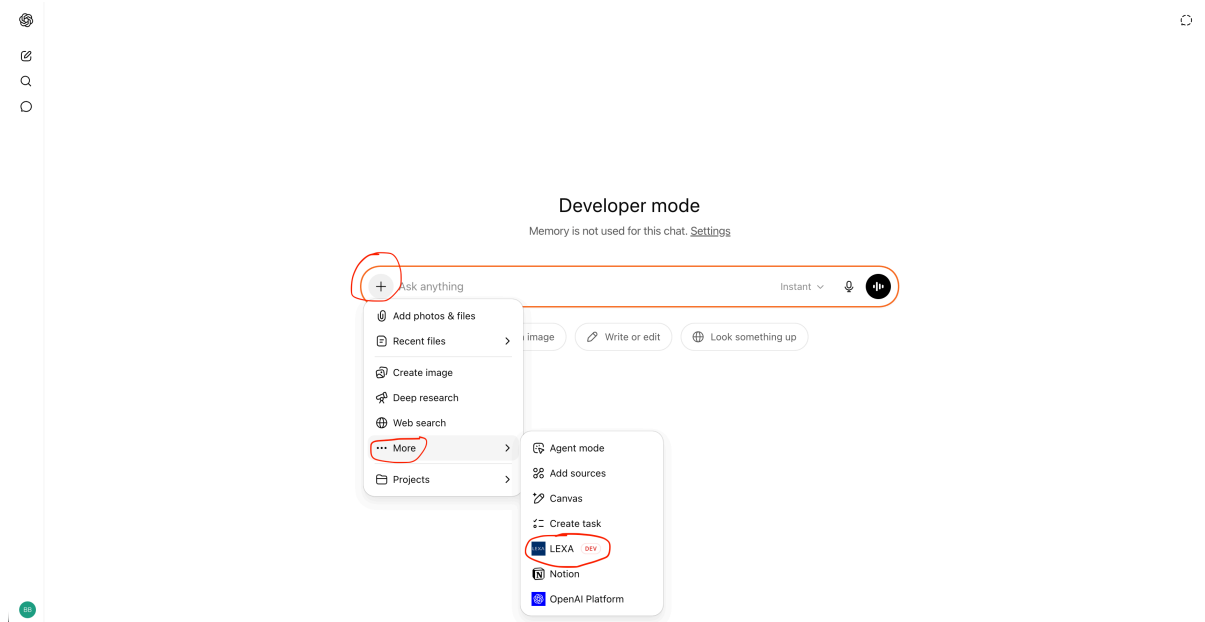 Developer mode
Memory is not used for this chat. Settings
Ask anything
Instant
Add photos & files
Recent files
image
Write or edit
Look something up
Create image
Deep research
Web search
More
Projects
Agent mode
Add sources
Canvas
Create task
LEXA LEXA DEV
Notion
OpenAI Platform
BB